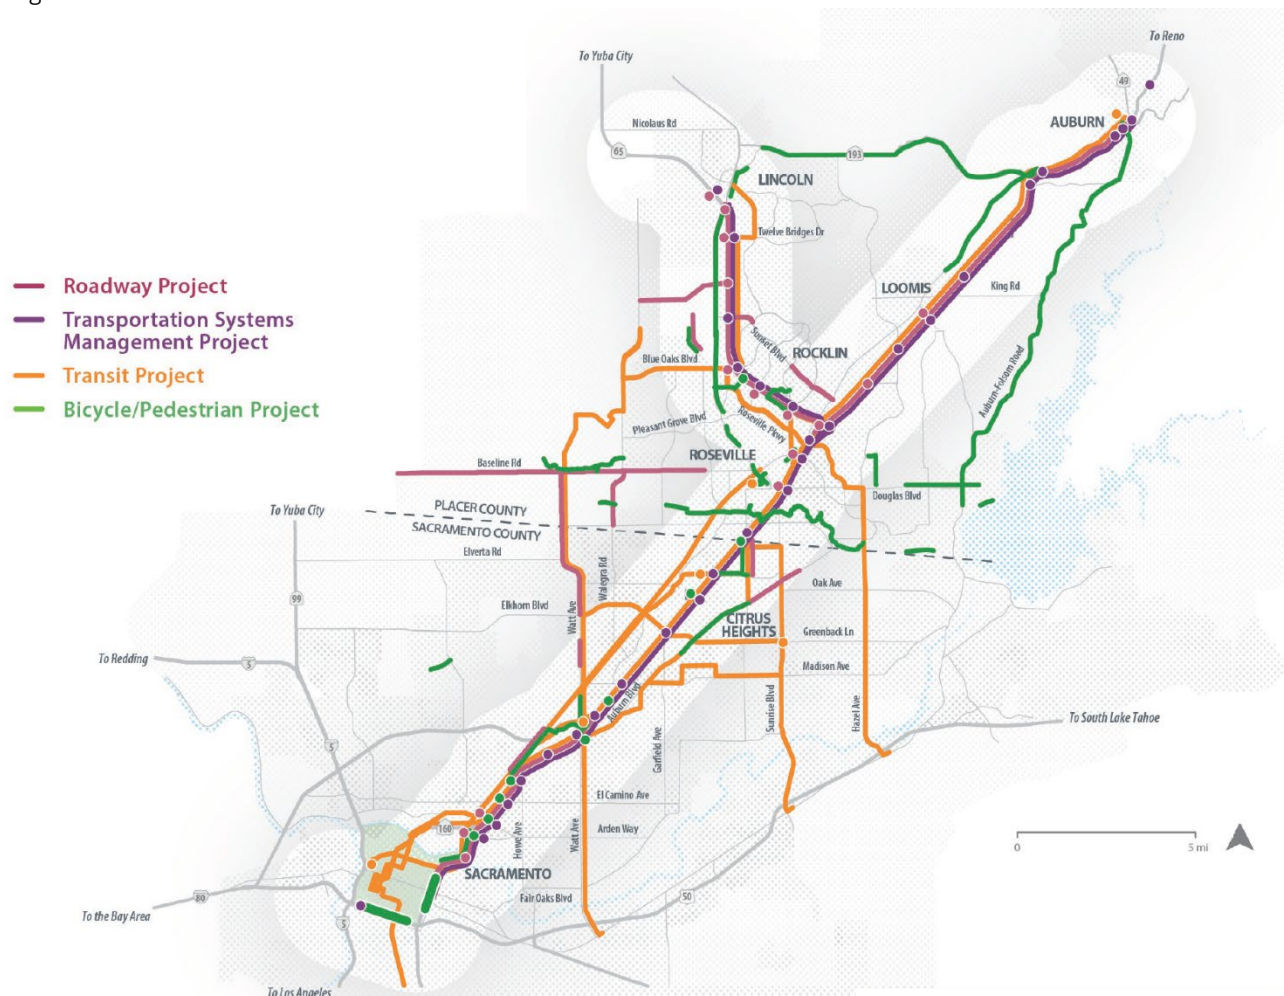 To Reno
To Yuba City
49
Nicolaus Rd
AUBURN
65
193
LINCOLN
Twelve Bridges Dr
Roadway Project
LOOMIS
King Rd
Transportation Systems
Management Project
Sunset Blvd
ROCKLIN
Blue Oaks Blvd
Transit Project
Auburn-Folsom Road
Bicycle/Pedestrian Project
Pleasant Grove Blvd
Roseville Pkwy
ROSEVILLE
Baseline Rd
Douglas Blvd
To Yuba City
PLACER COUNTY
SACRAMENTO COUNTY
Elverta Rd
Walegra Rd
Oak Ave
99
Elkhorn Blvd
Watt Ave
CITRUS
HEIGHTS
Greenback Ln
To Redding
5
Madison Ave
Auburn Blvd
Sunrise Blvd
Hazel Ave
To South Lake Tahoe
5
Garfield Ave
El Camino Ave
160
Howe Ave
Watt Ave
Arden Way
0
5 mi
SACRAMENTO
80
Fair Oaks Blvd
50
To the Bay Area
5
To Los Angeles